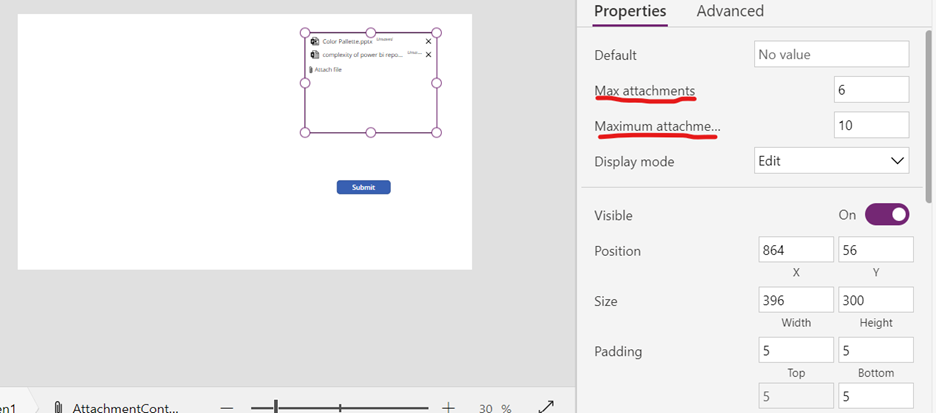 Properties Advanced
Color Pallette.pptx Unsaved
complexity of power bi repo... Unsa...
Attach file
Submit
Default No value
Max attachments 6
Maximum attachme... 10
Display mode Edit
Visible On
Position 864 56
X Y
Size 396 300
Width Height
Padding 5 5
Top Bottom
5 5
en1 AttachmentCont... 30 %